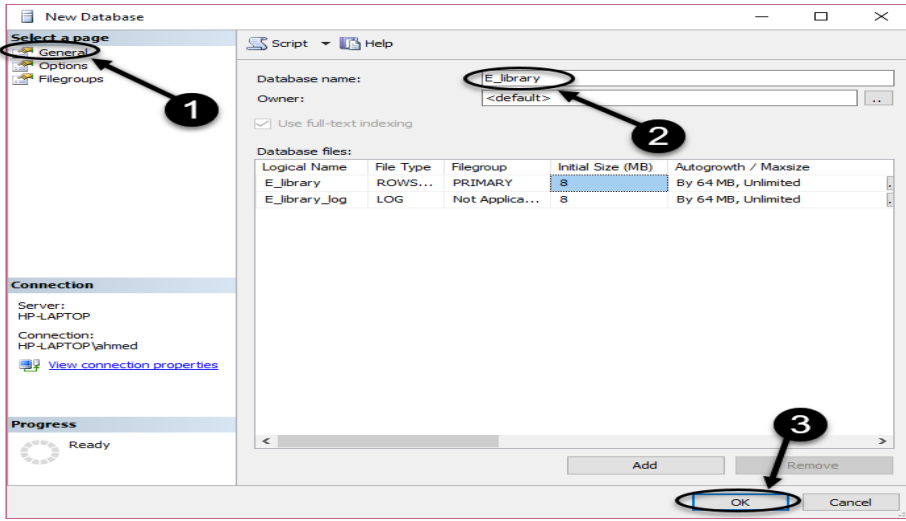 New Database
Select a page
General
Options
Filegroups
1
Script Help
Database name: E_library
Owner: <default> ..
2
Use full-text indexing
Database files:
Logical Name File Type Filegroup Initial Size (MB) Autogrowth / Maxsize
E_library ROWS... PRIMARY 8 By 64 MB, Unlimited .
E_library_log LOG Not Applica... 8 By 64 MB, Unlimited .
Connection
Server:
HP-LAPTOP
Connection:
HP-LAPTOP\ahmed
View connection properties
Progress
Ready
3
Add Remove
OK Cancel